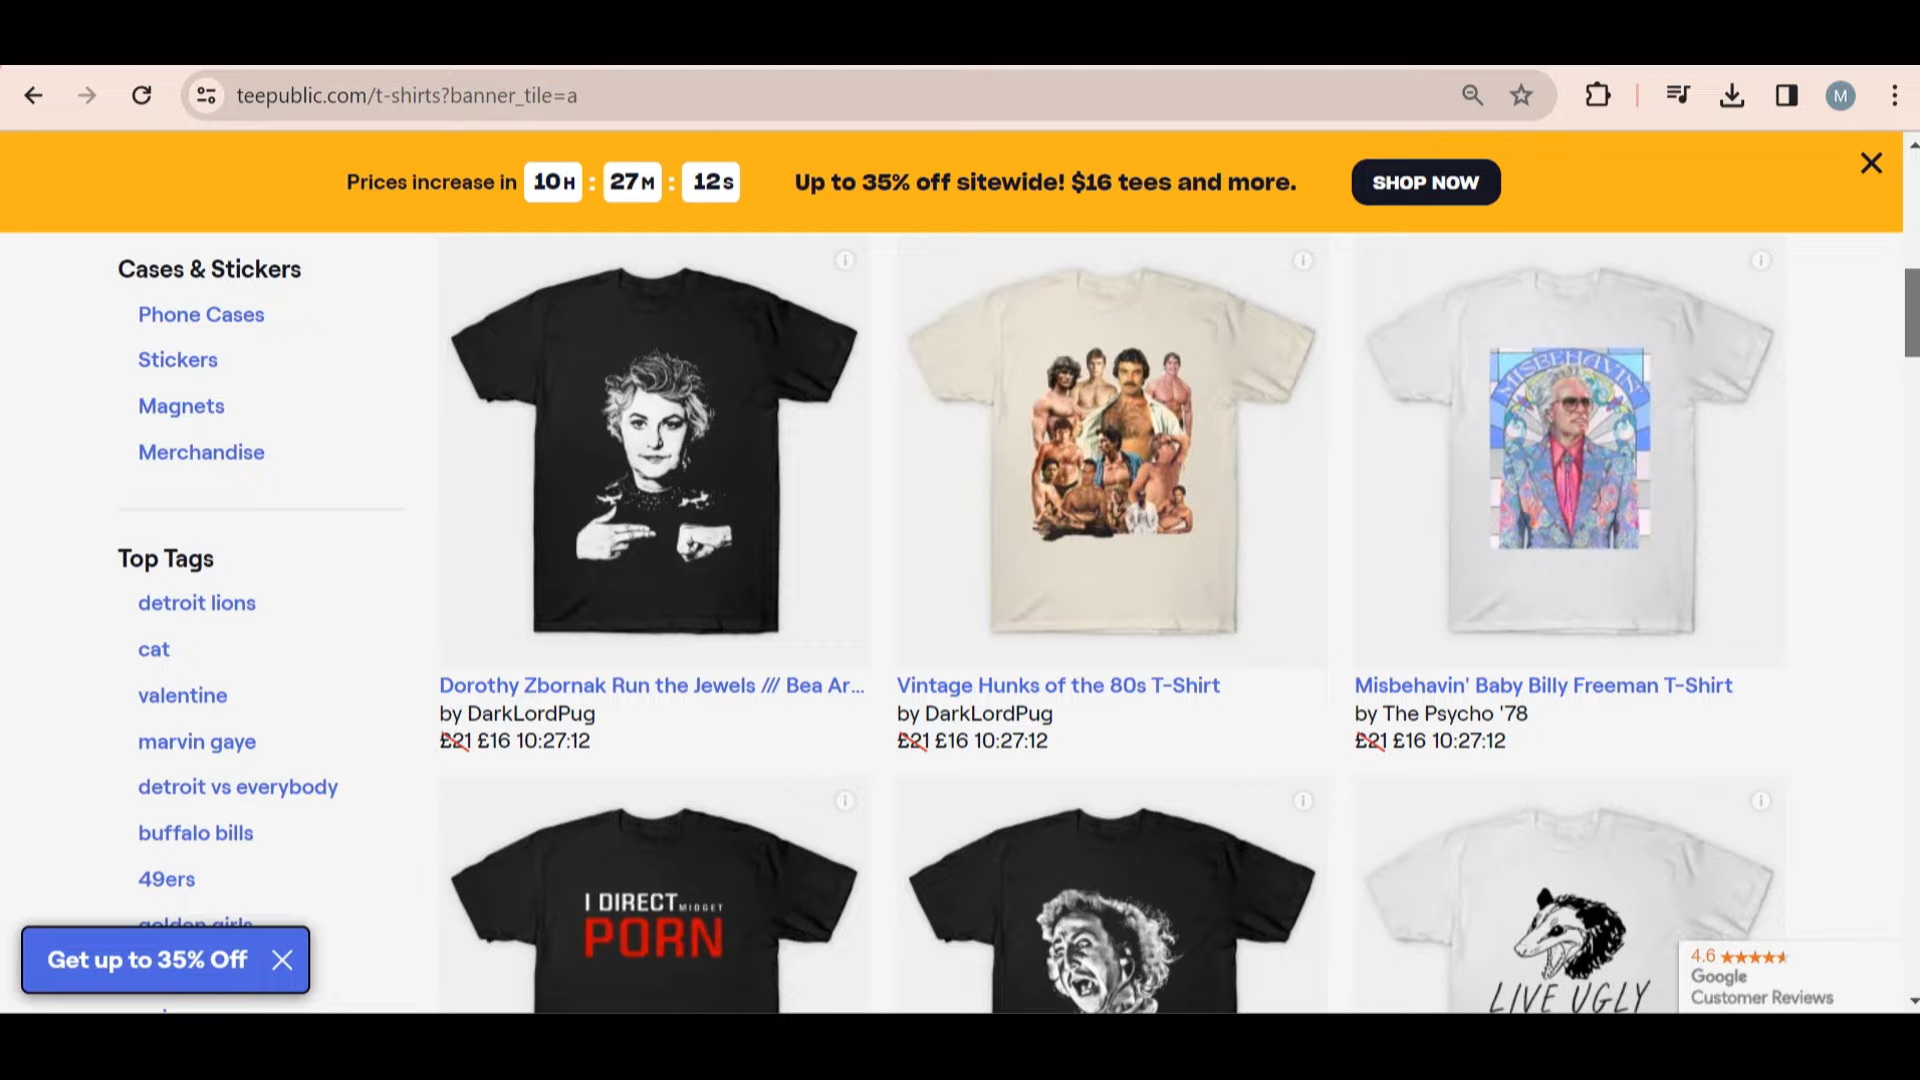 teepublic.com/t-shirts?banner_tile=a
M
Prices increase in 10H : 27M : 12S
Up to 35% off sitewide! $16 tees and more.
SHOP NOW
Cases & Stickers
Phone Cases
Stickers
Magnets
Merchandise
Top Tags
detroit lions
cat
valentine
marvin gaye
detroit vs everybody
buffalo bills
49ers
golden girls
Get up to 35% Off
MISBEHAVIN'
Dorothy Zbornak Run the Jewels /// Bea Ar...
by DarkLordPug
£21 £16 10:27:12
Vintage Hunks of the 80s T-Shirt
by DarkLordPug
£21 £16 10:27:12
Misbehavin' Baby Billy Freeman T-Shirt
by The Psycho '78
£21 £16 10:27:12
I DIRECT MIDGET
PORN
LIVE UGLY
4.6
Google
Customer Reviews